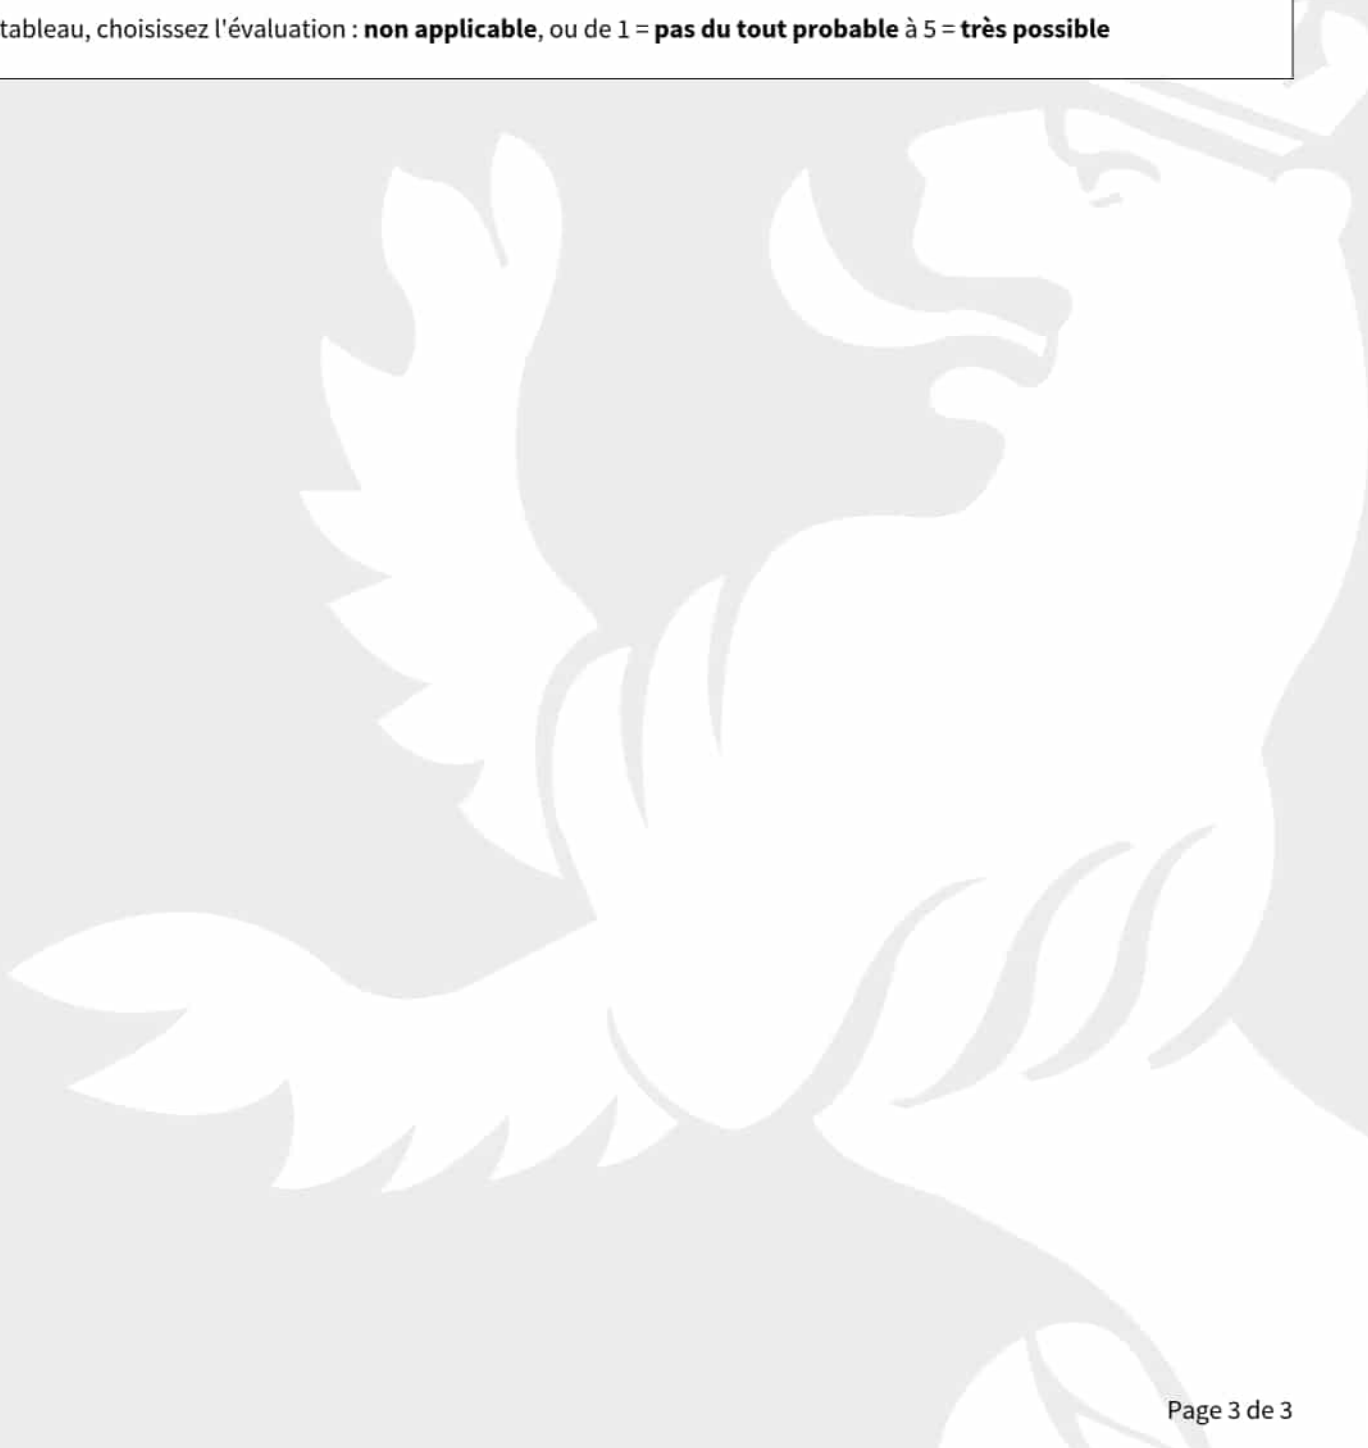 tableau, choisissez l'évaluation : non applicable, ou de 1 = pas du tout probable à 5 = très possible
Page 3 de 3